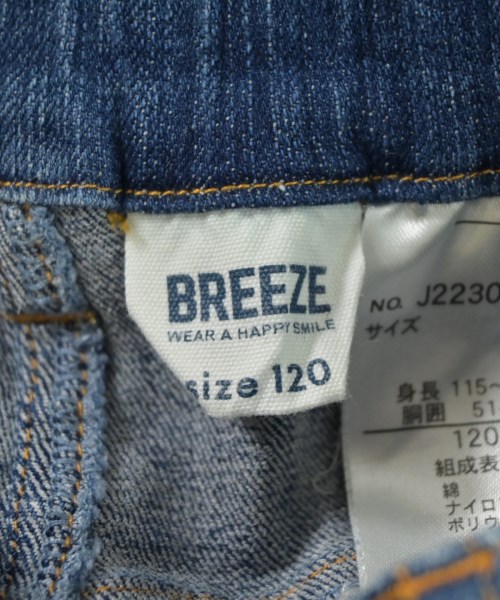 BREEZE
WEAR A HAPPY SMILE
size 120
NO. J2230
サイズ
身長 115-
胴囲 51
120
組成表
綿
ナイロ
ポリウ